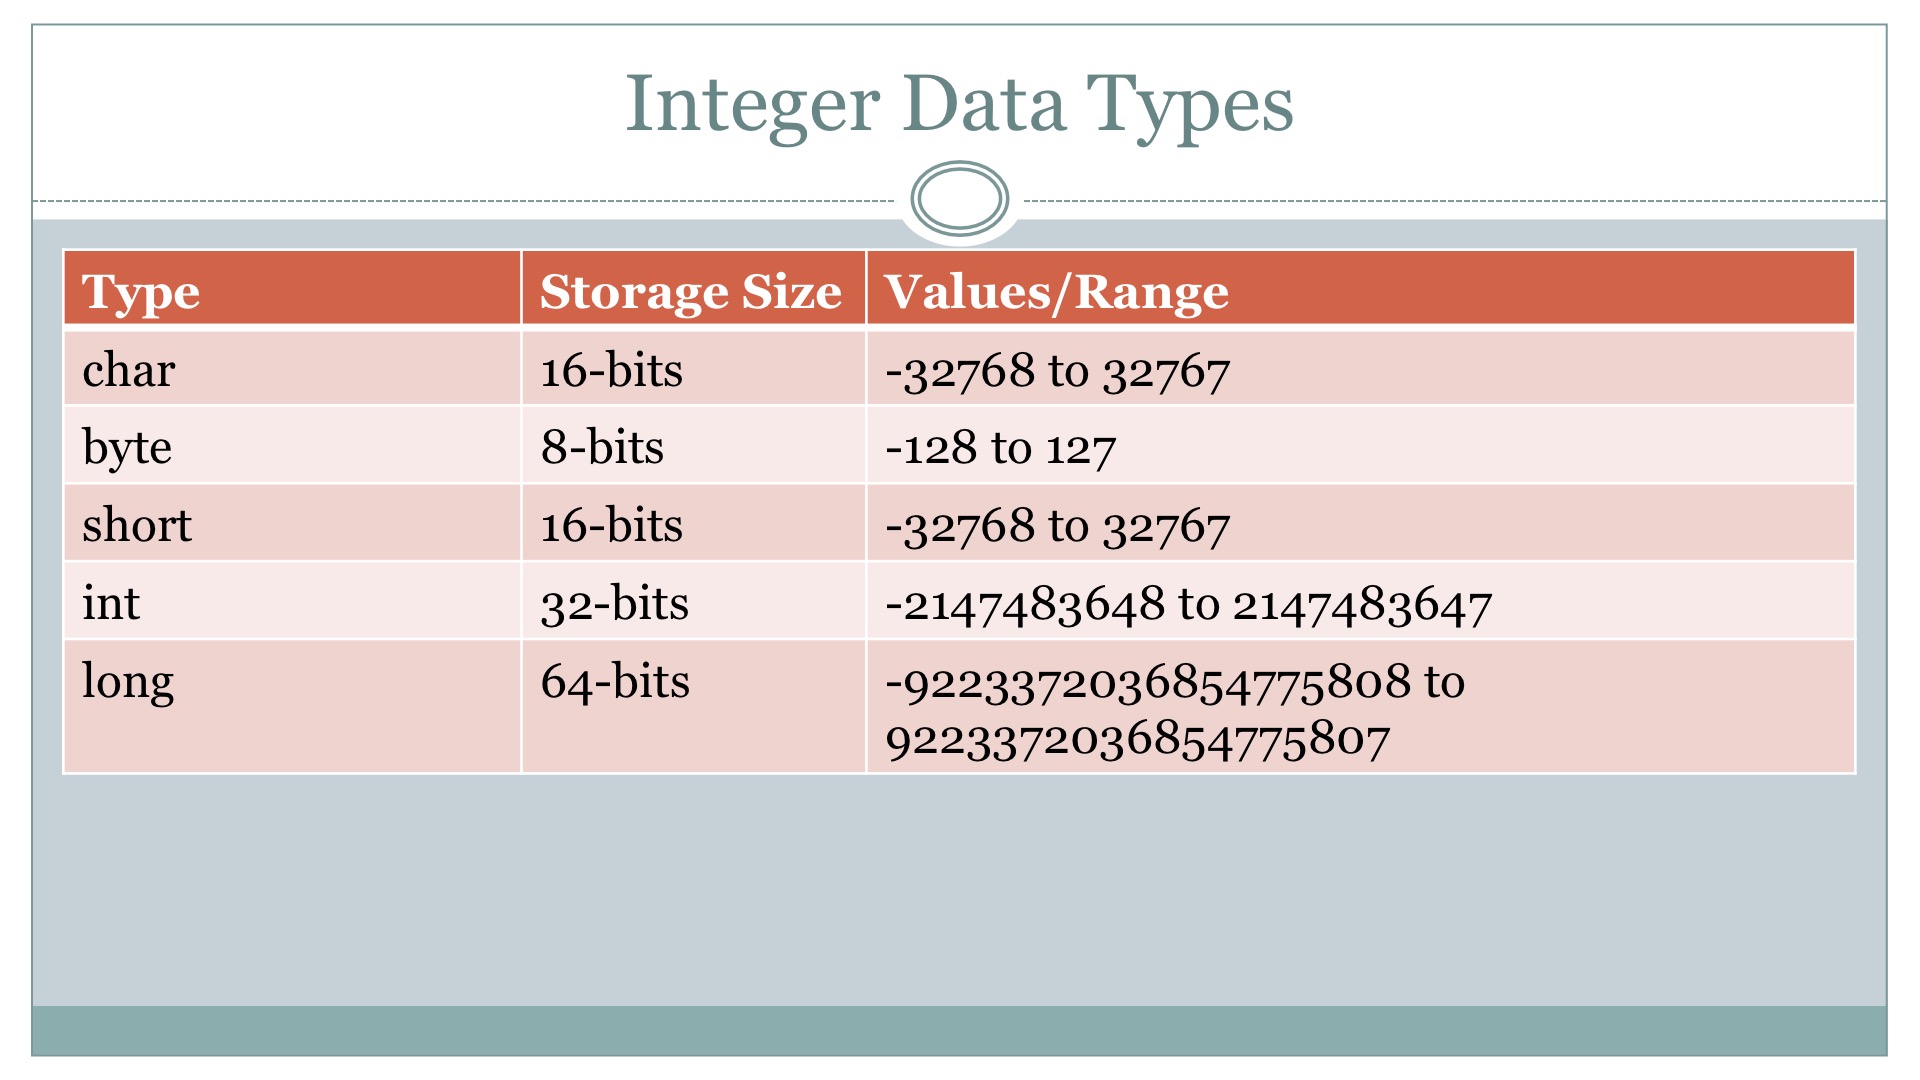 Integer Data Types
Type Storage Size Values/Range
char 16-bits -32768 to 32767
byte 8-bits -128 to 127
short 16-bits -32768 to 32767
int 32-bits -2147483648 to 2147483647
long 64-bits -9223372036854775808 to
9223372036854775807